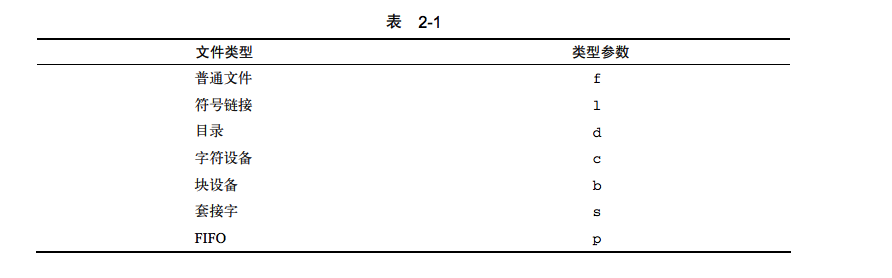 表 2-1
文件类型 类型参数
普通文件 f
符号链接 l
目录 d
字符设备 c
块设备 b
套接字 s
FIFO p